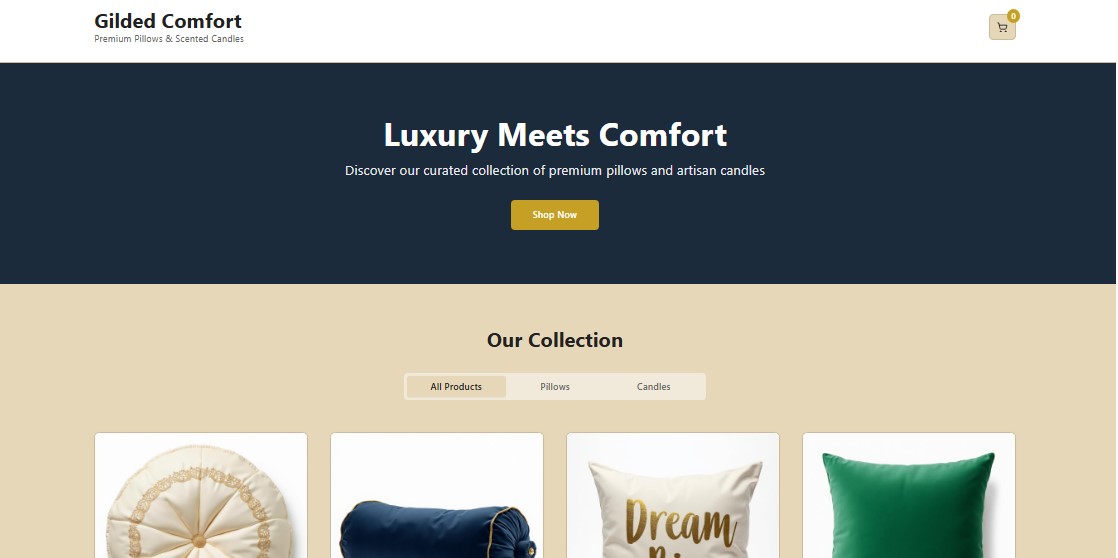 Gilded Comfort
Premium Pillows & Scented Candles
0
Luxury Meets Comfort
Discover our curated collection of premium pillows and artisan candles
Shop Now
Our Collection
All Products
Pillows
Candles
Dream